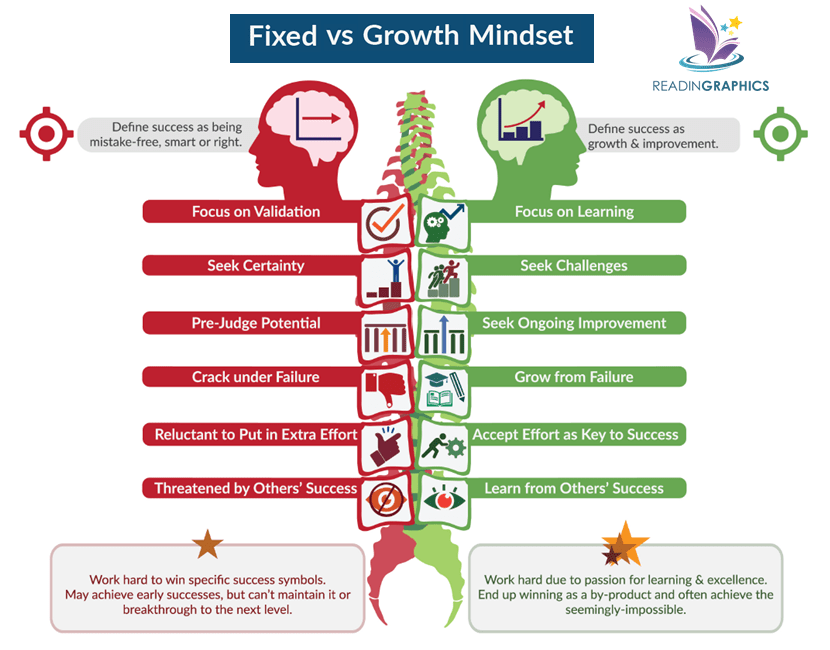 Fixed vs Growth Mindset
READINGRAPHICS
Define success as being
mistake-free, smart or right.
Define success as
growth & improvement.
Focus on Validation
Focus on Learning
Seek Certainty
Seek Challenges
Pre-Judge Potential
Seek Ongoing Improvement
Crack under Failure
Grow from Failure
Reluctant to Put in Extra Effort
Accept Effort as Key to Success
Threatened by Others' Success
Learn from Others' Success
Work hard to win specific success symbols.
May achieve early successes, but can't maintain it or
breakthrough to the next level.
Work hard due to passion for learning & excellence.
End up winning as a by-product and often achieve the
seemingly-impossible.